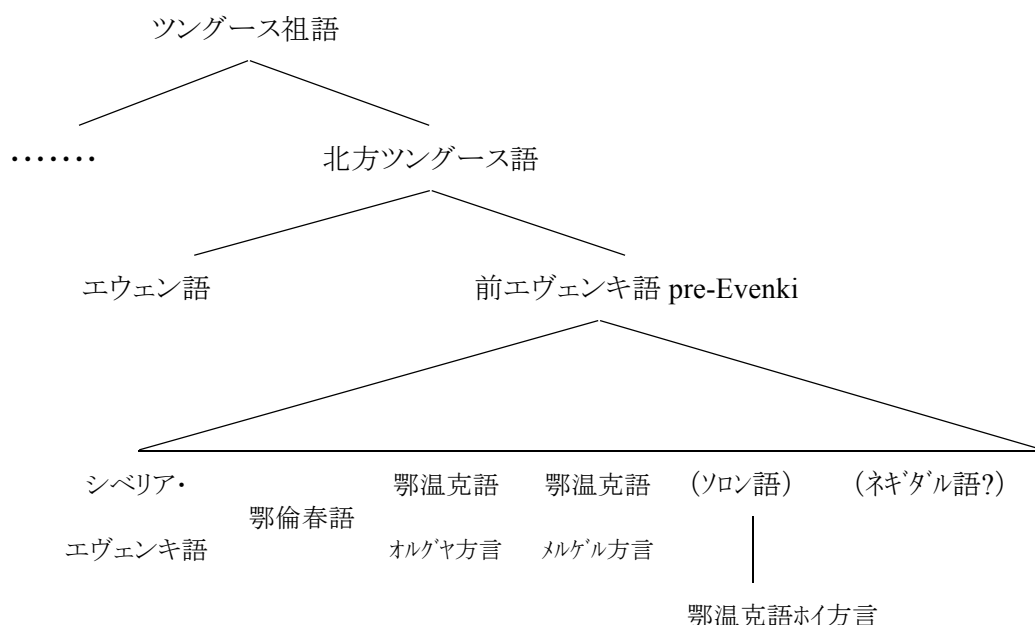 ツングース祖語
・・・・・・・
北方ツングース語
エウェン語
前エヴェンキ語 pre-Evenki
シベリア・
エヴェンキ語
鄂倫春語
鄂温克語
オルグヤ方言
鄂温克語
メルゲル方言
(ソロン語)
鄂温克語ホイ方言
(ネギダル語?)